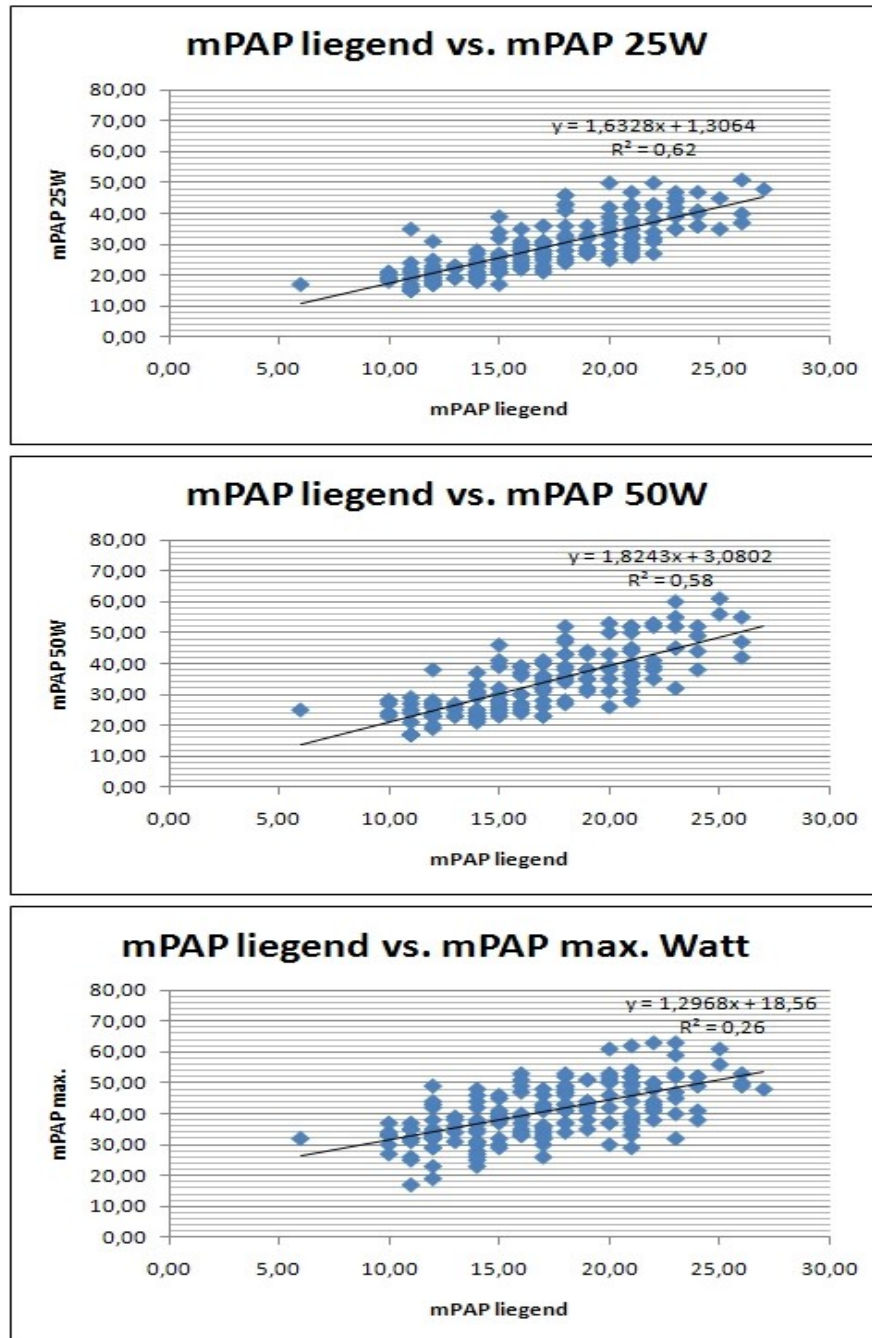 mPAP liegend vs. mPAP 25W
80,00
70,00
60,00
50,00
40,00
30,00
20,00
10,00
0,00
mPAP 25W
y = 1,6328x + 1,3064
R² = 0,62
0,00 5,00 10,00 15,00 20,00 25,00 30,00
mPAP liegend
mPAP liegend vs. mPAP 50W
80,00
70,00
60,00
50,00
40,00
30,00
20,00
10,00
0,00
mPAP 50W
y = 1,8243x + 3,0802
R² = 0,58
0,00 5,00 10,00 15,00 20,00 25,00 30,00
mPAP liegend
mPAP liegend vs. mPAP max. Watt
80,00
70,00
60,00
50,00
40,00
30,00
20,00
10,00
0,00
mPAP max.
y = 1,2968x + 18,56
R² = 0,26
0,00 5,00 10,00 15,00 20,00 25,00 30,00
mPAP liegend